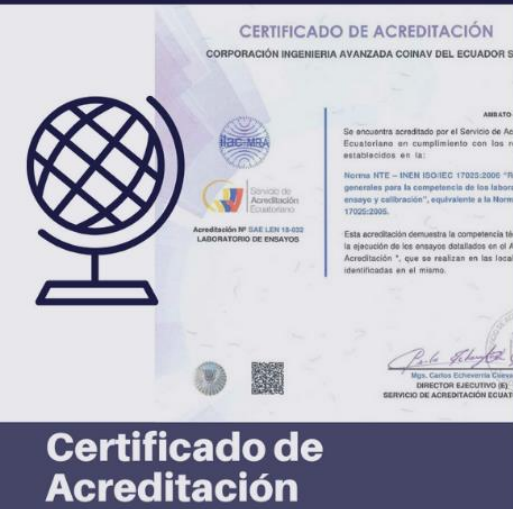 CERTIFICADO DE ACREDITACIÓN
CORPORACIÓN INGENIERIA AVANZADA COINAV DEL ECUADOR S
AMBATO
Se encuentra acreditado por el Servicio de Ac
Ecuatoriano en cumplimiento con los re
establecidos en la:
Norma NTE – INEN ISO/IEC 17025:2006 "R
generales para la competencia de los labora
ensayo y calibración", equivalente a la Norm
17025:2005.
Esta acreditación demuestra la competencia té
la ejecución de los ensayos detallados en el A
Acreditación ", que se realizan en las local
identificadas en el mismo.
ilac-MRA
Servicio de
Acreditación
Ecuatoriano
Acreditación Nº SAE LEN 18-032
LABORATORIO DE ENSAYOS
Mgs. Carlos Echeverría Cueva
DIRECTOR EJECUTIVO (E)
SERVICIO DE ACREDITACIÓN ECUAT
Certificado de
Acreditación